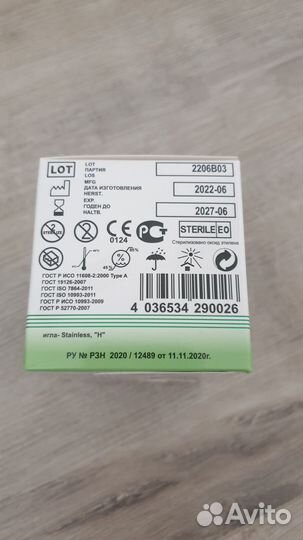 LOT LOT 2206B03
ПАРТИЯ
LOS
MFG
ДАТА ИЗГОТОВЛЕНИЯ 2022-06
HERST.
EXP.
ГОДЕН ДО 2027-06
HALTB.
2 STERILE EO
0124
Стерилизовано оксид этилена
ГОСТ Р ИСО 11608-2:2000 Type A
ГОСТ 19126-2007
ГОСТ ISO 7864-2011
ГОСТ ISO 10993-2011
ГОСТ Р ИСО 10993-2009
ГОСТ Р 52770-2007
4 036534 290026
игла- Stainless, "H"
РУ № РЗН 2020 / 12489 от 11.11.2020г.
Avito